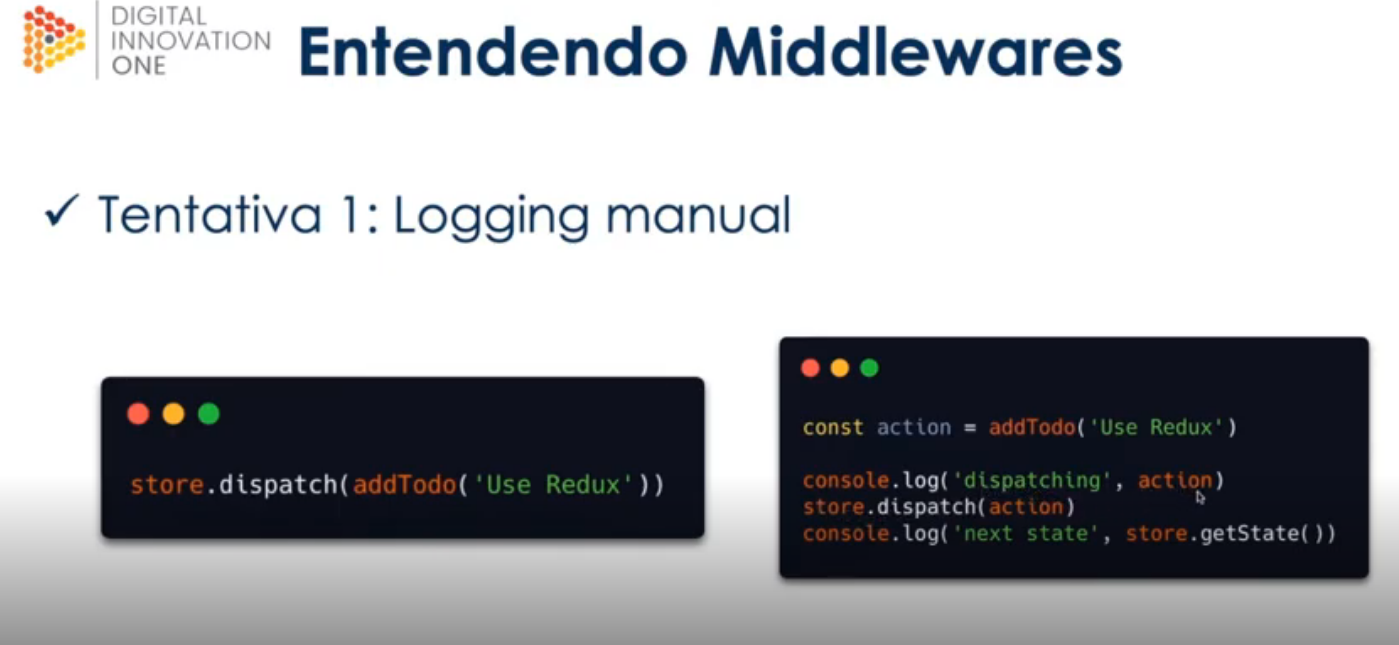 DIGITAL
INNOVATION
ONE
Entendendo Middlewares
✓ Tentativa 1: Logging manual
store.dispatch(addTodo('Use Redux'))
const action = addTodo('Use Redux')
console.log('dispatching', action)
store.dispatch(action)
console.log('next state', store.getState())